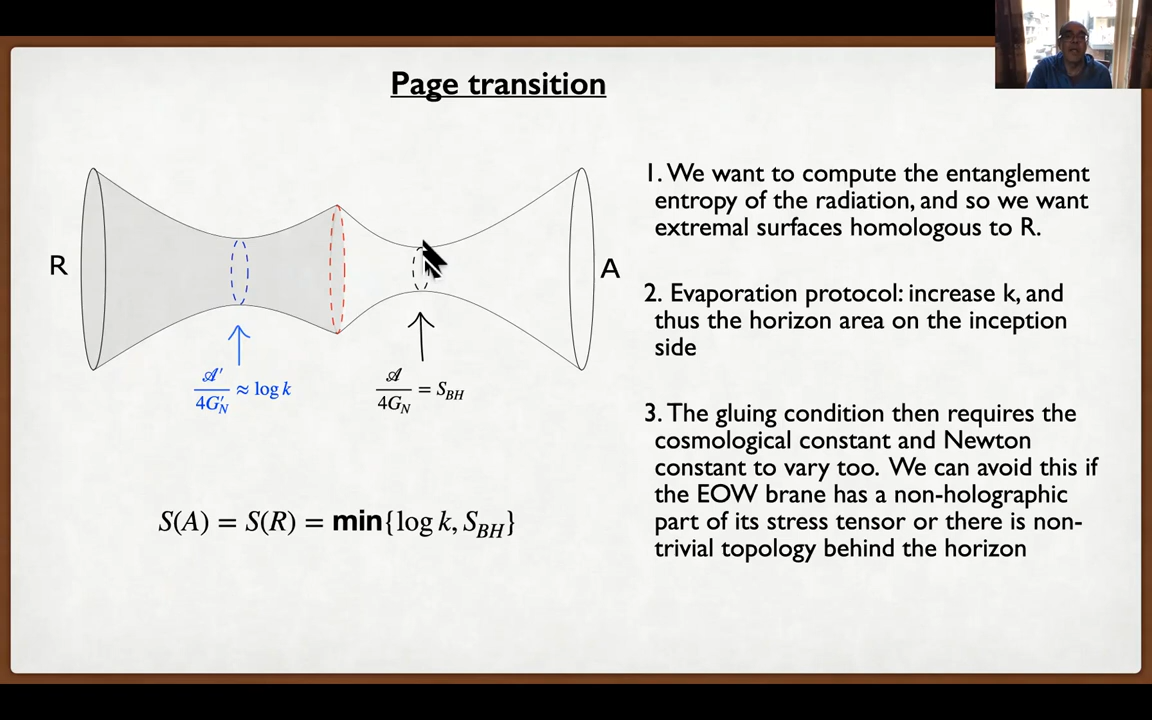 Page transition
R
A
𝒜′/4G′_N ≈ log k
𝒜/4G_N = S_BH
S(A) = S(R) = min{log k, S_BH}
1. We want to compute the entanglement
entropy of the radiation, and so we want
extremal surfaces homologous to R.
2. Evaporation protocol: increase k, and
thus the horizon area on the inception
side
3. The gluing condition then requires the
cosmological constant and Newton
constant to vary too. We can avoid this if
the EOW brane has a non-holographic
part of its stress tensor or there is non-
trivial topology behind the horizon